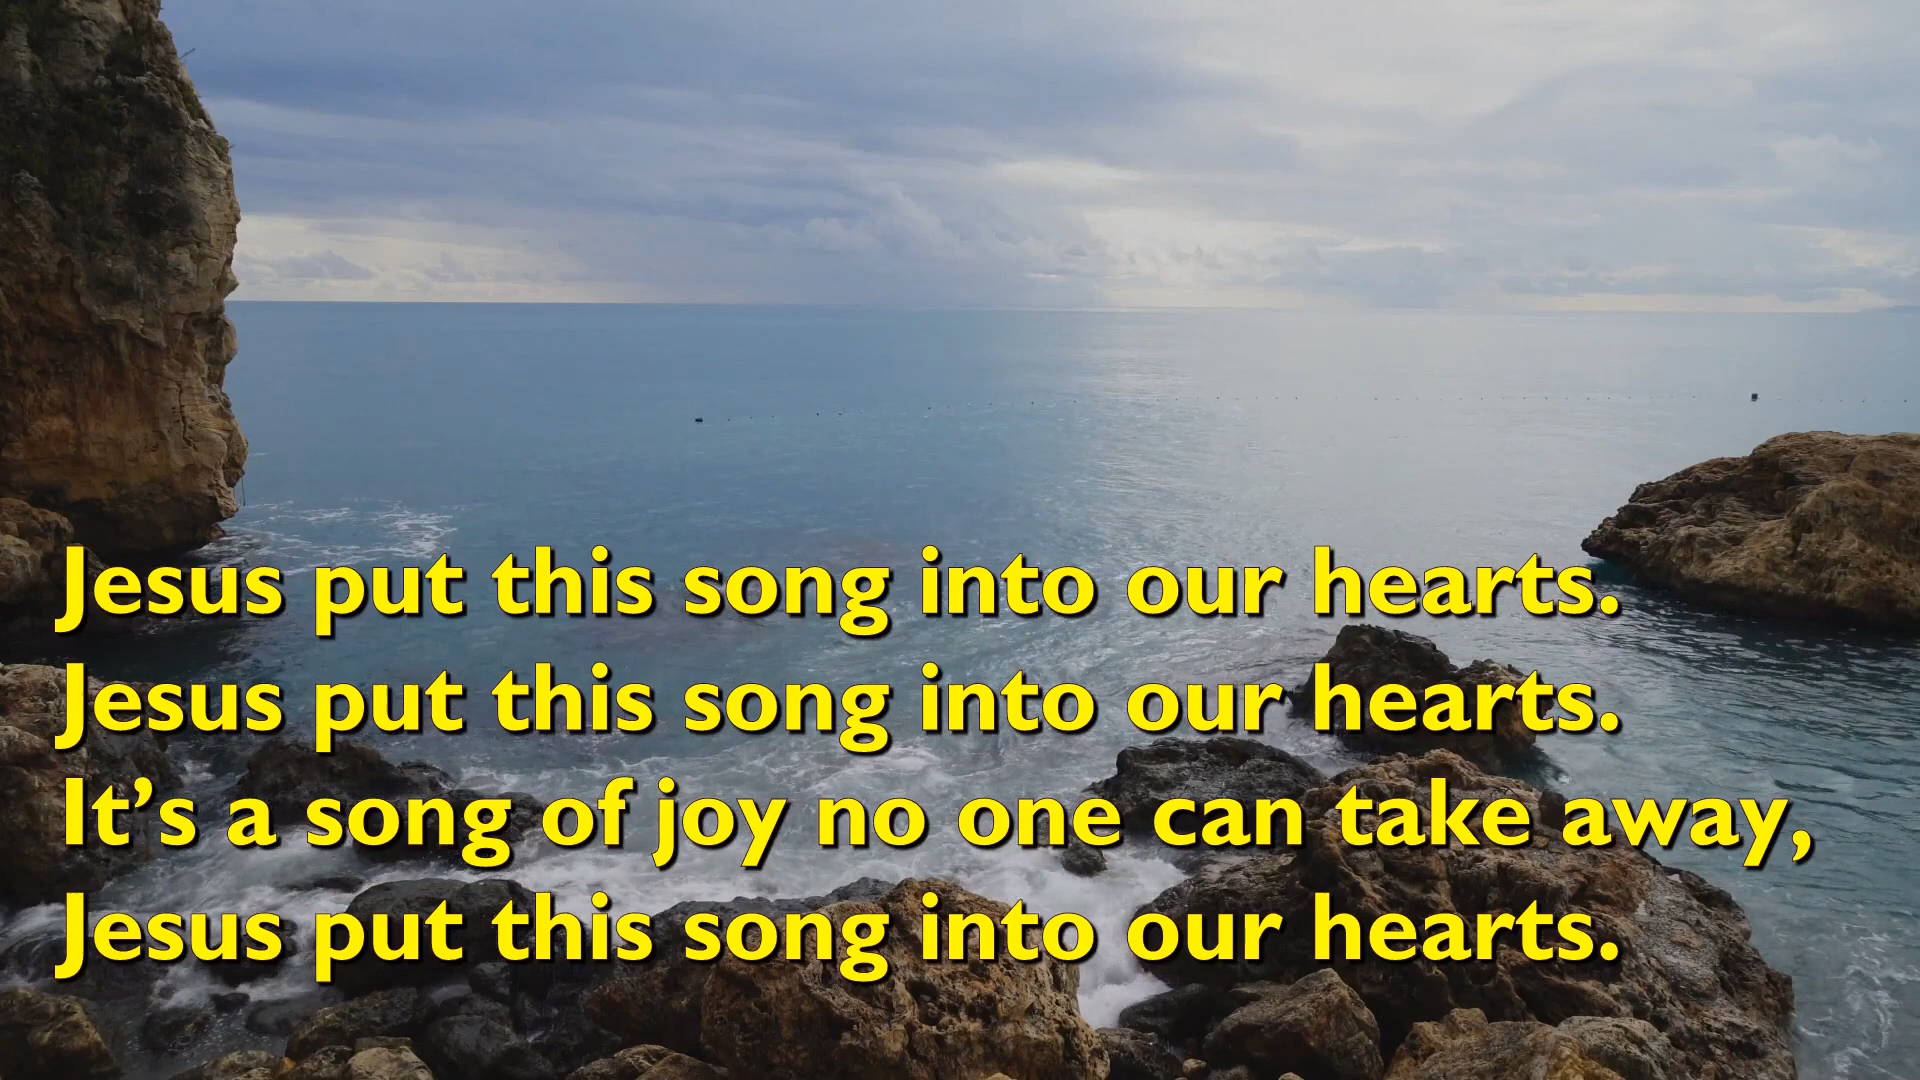 Jesus put this song into our hearts.
Jesus put this song into our hearts.
It’s a song of joy no one can take away,
Jesus put this song into our hearts.